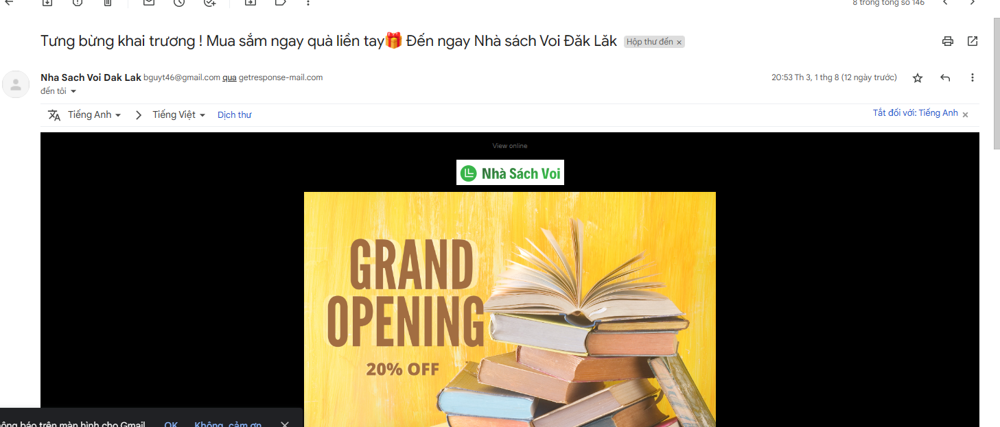 8 trong tổng số 146
Tưng bừng khai trương ! Mua sắm ngay quà liền tay🎁 Đến ngay Nhà sách Voi Đăk Lăk Hộp thư đến ×
Nha Sach Voi Dak Lak bguyt46@gmail.com qua getresponse-mail.com
20:53 Th 3, 1 thg 8 (12 ngày trước)
đến tôi
Tiếng Anh > Tiếng Việt Dịch thư
Tắt đối với: Tiếng Anh ×
View online
Nhà Sách Voi
GRAND
OPENING
20% OFF
báo trên màn hình cho Gmail. OK Không, cảm ơn ×